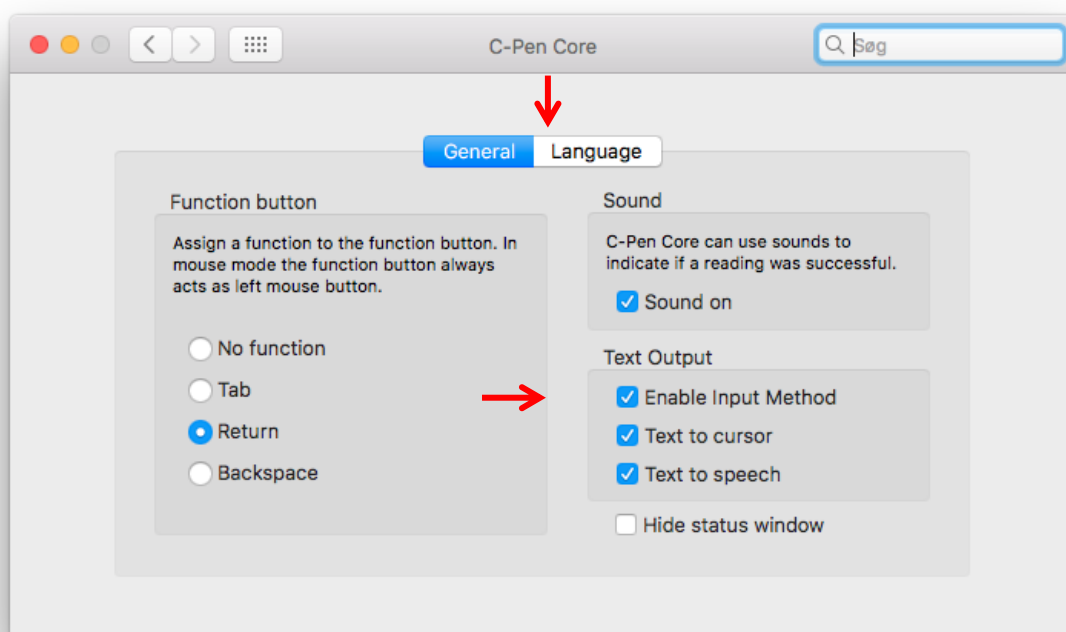 C-Pen Core
Søg
General
Language
Function button
Assign a function to the function button. In
mouse mode the function button always
acts as left mouse button.
No function
Tab
Return
Backspace
Sound
C-Pen Core can use sounds to
indicate if a reading was successful.
Sound on
Text Output
Enable Input Method
Text to cursor
Text to speech
Hide status window